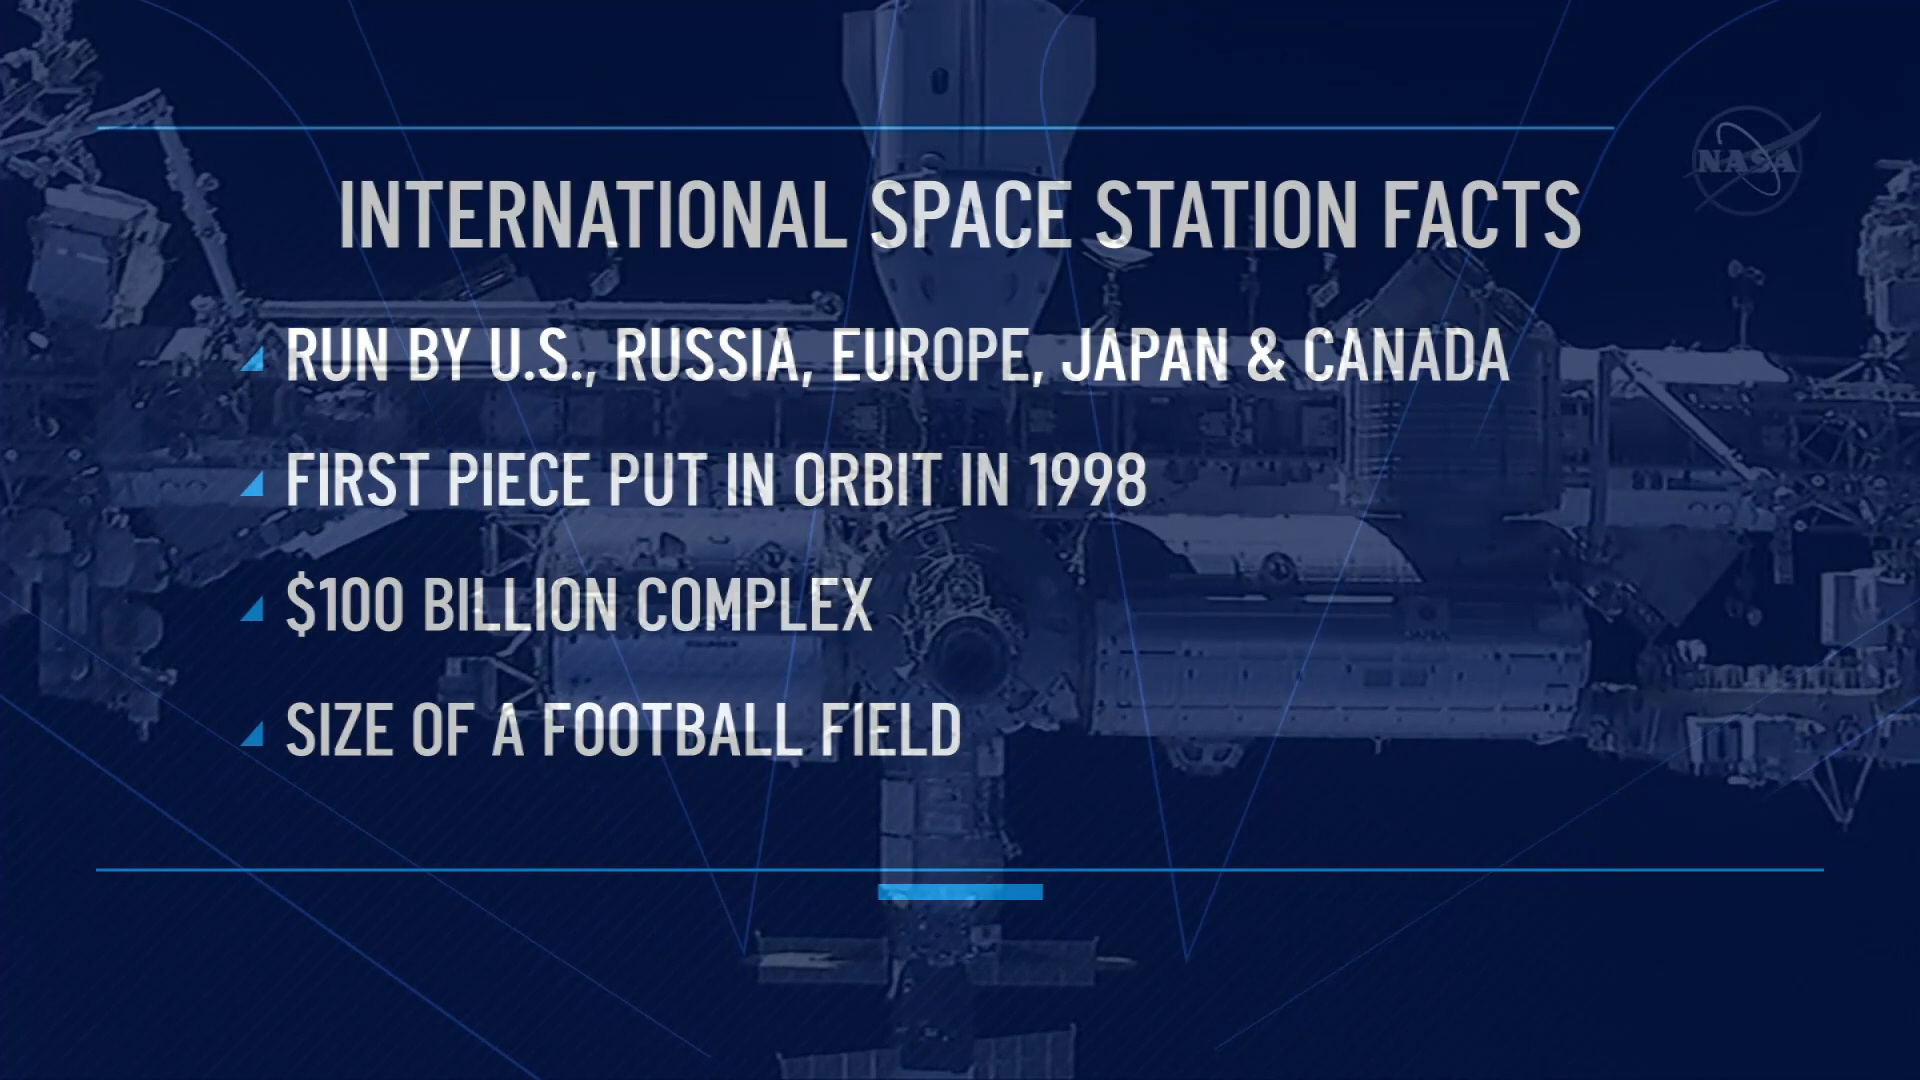 NASA
INTERNATIONAL SPACE STATION FACTS
RUN BY U.S., RUSSIA, EUROPE, JAPAN & CANADA
FIRST PIECE PUT IN ORBIT IN 1998
$100 BILLION COMPLEX
SIZE OF A FOOTBALL FIELD